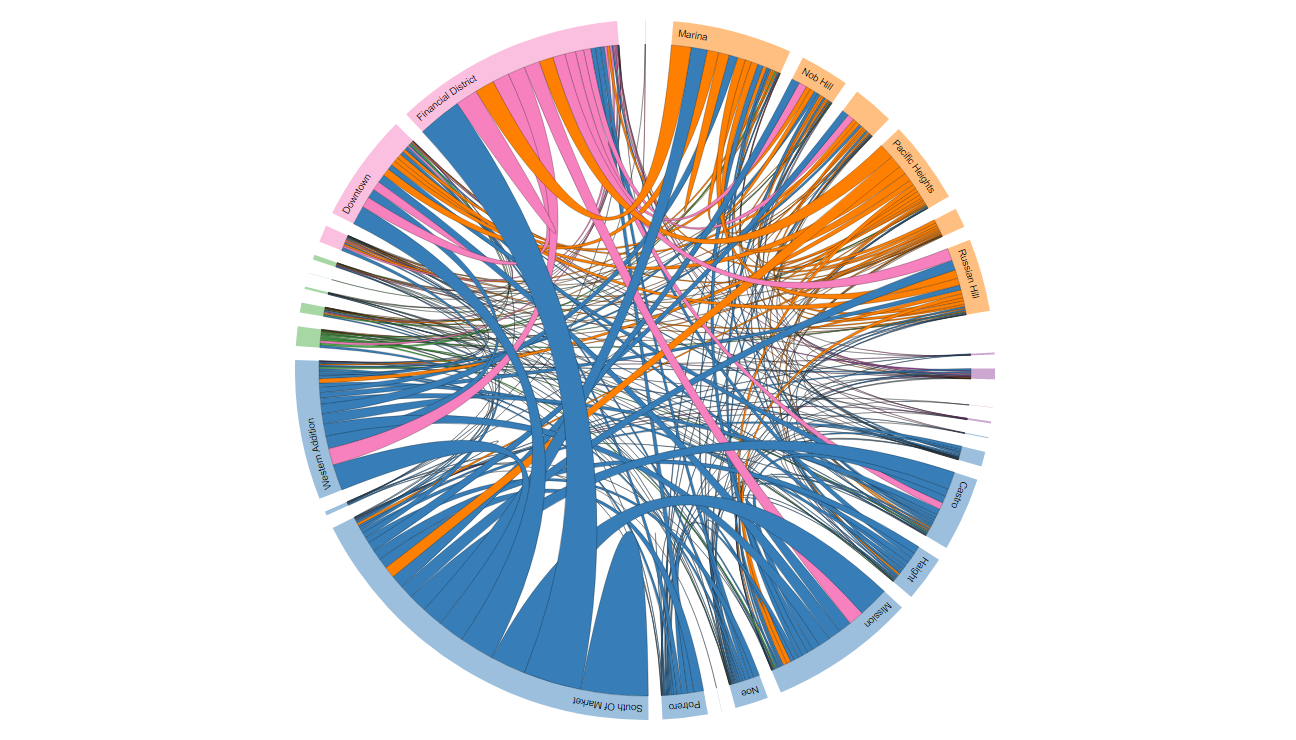 Marina
Nob Hill
Pacific Heights
Russian Hill
Castro
Haight
Mission
Noe
Potrero
South Of Market
Western Addition
Downtown
Financial District